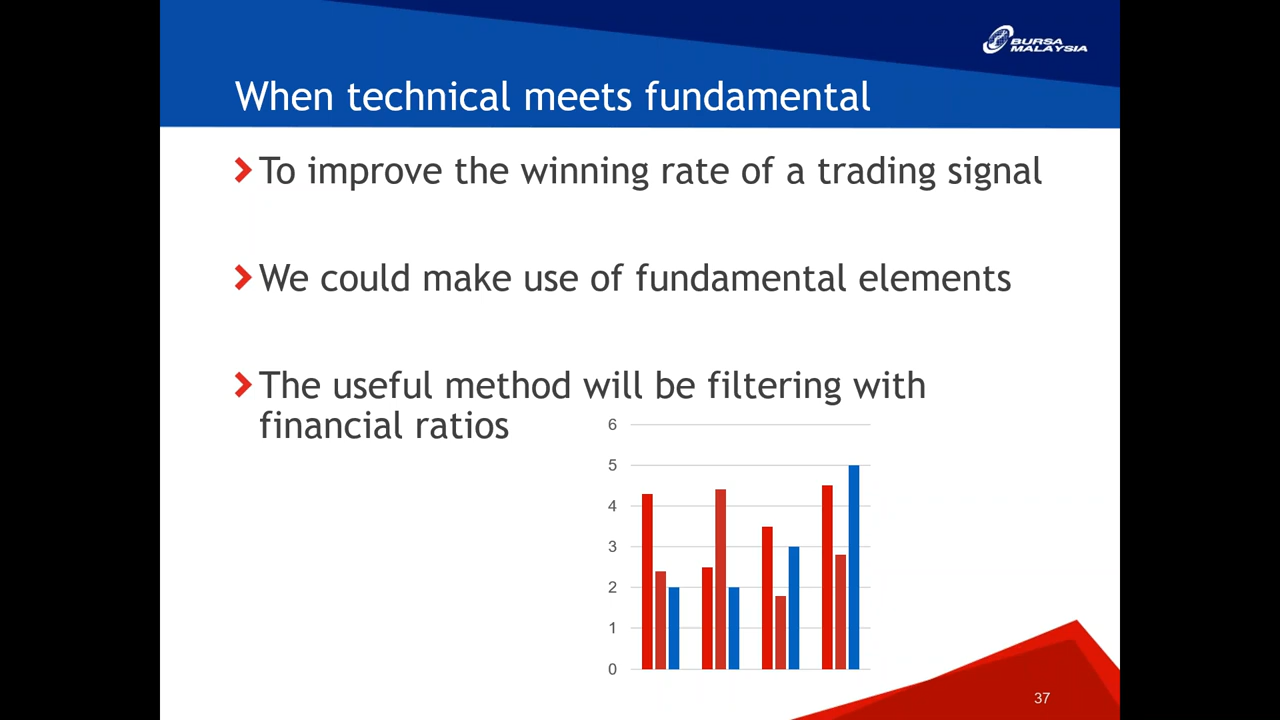 BURSA
MALAYSIA
When technical meets fundamental
To improve the winning rate of a trading signal
We could make use of fundamental elements
The useful method will be filtering with
financial ratios
6
5
4
3
2
1
0
37